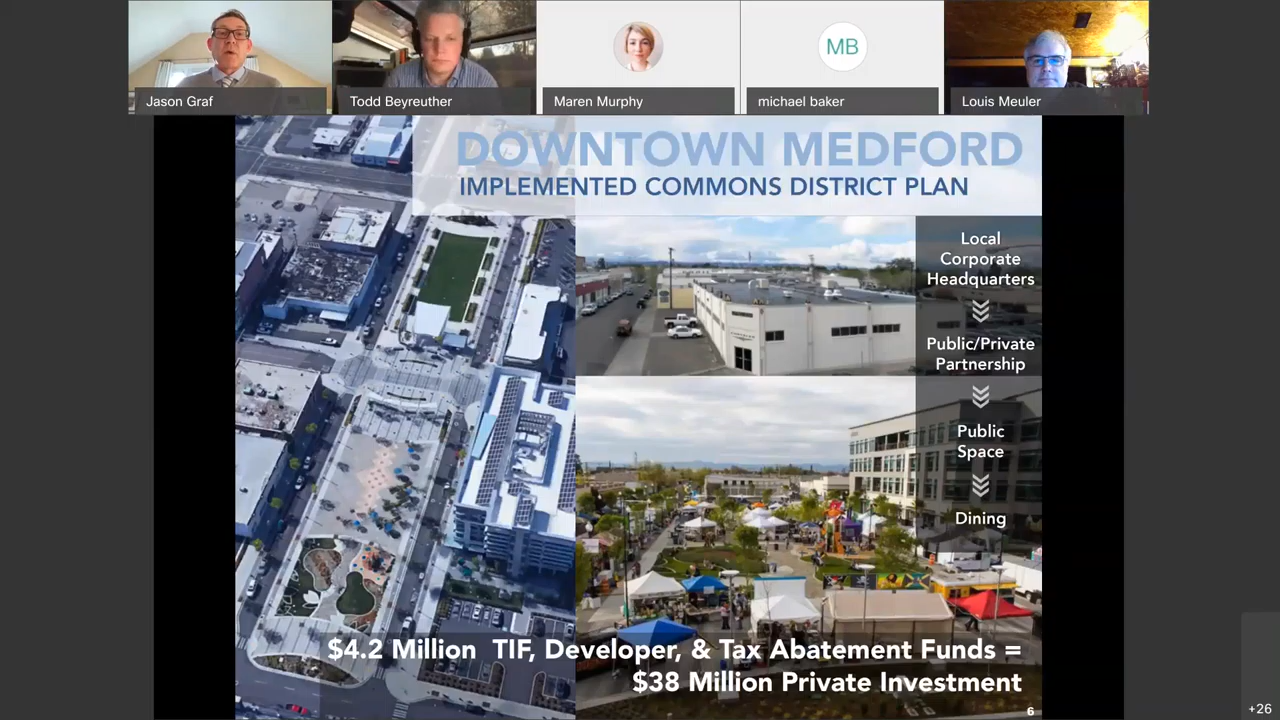 Jason Graf
Todd Beyreuther
Maren Murphy
MB
michael baker
Louis Meuler
DOWNTOWN MEDFORD
IMPLEMENTED COMMONS DISTRICT PLAN
Local
Corporate
Headquarters
Public/Private
Partnership
Public
Space
Dining
$4.2 Million TIF, Developer, & Tax Abatement Funds =
$38 Million Private Investment
6
+26